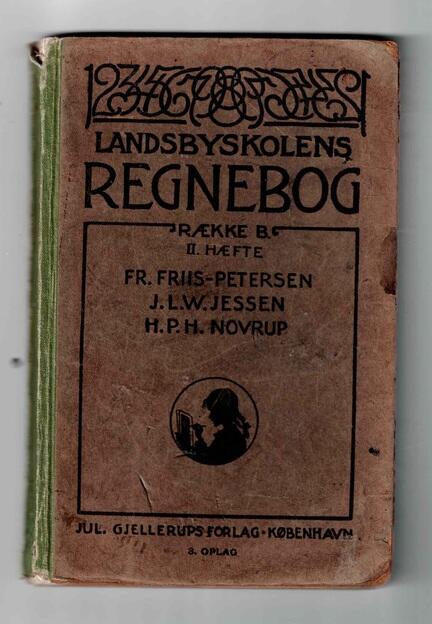 LANDSBYSKOLENS
REGNEBOG
RÆKKE B.
II. HÆFTE
FR. FRIIS-PETERSEN
J.L.W. JESSEN
H.P.H. NOVRUP
JUL. GJELLERUPS FORLAG · KØBENHAVN
3. OPLAG